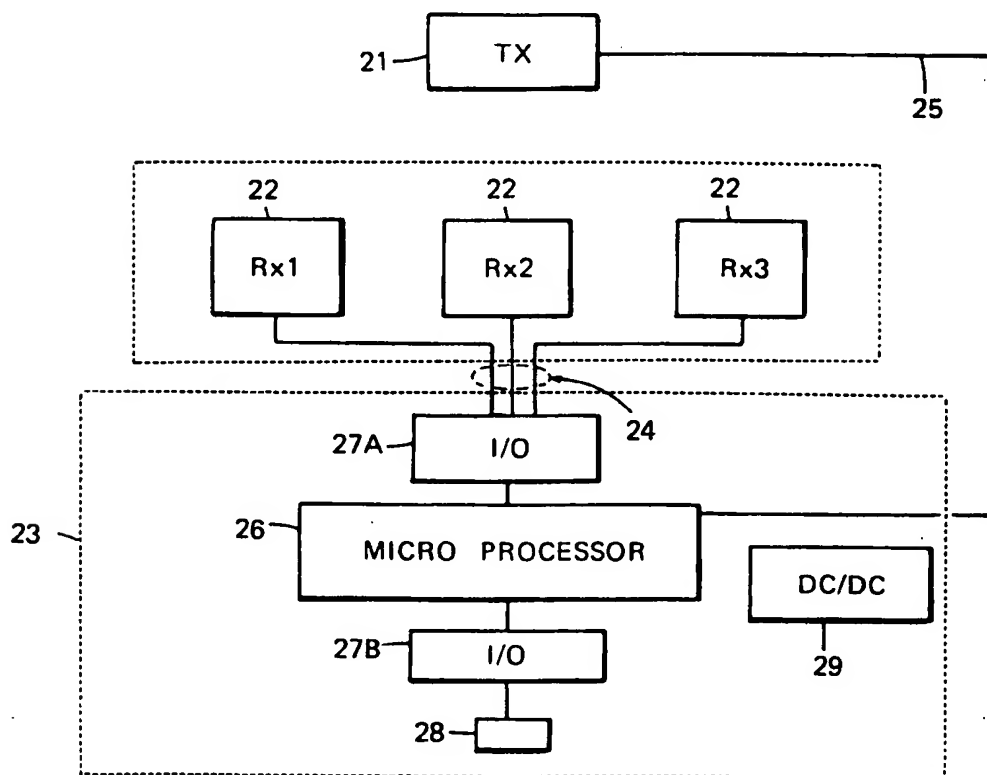 21
TX
25
22
22
22
Rx1
Rx2
Rx3
24
27A
I/O
23
26
MICRO PROCESSOR
DC/DC
29
27B
I/O
28